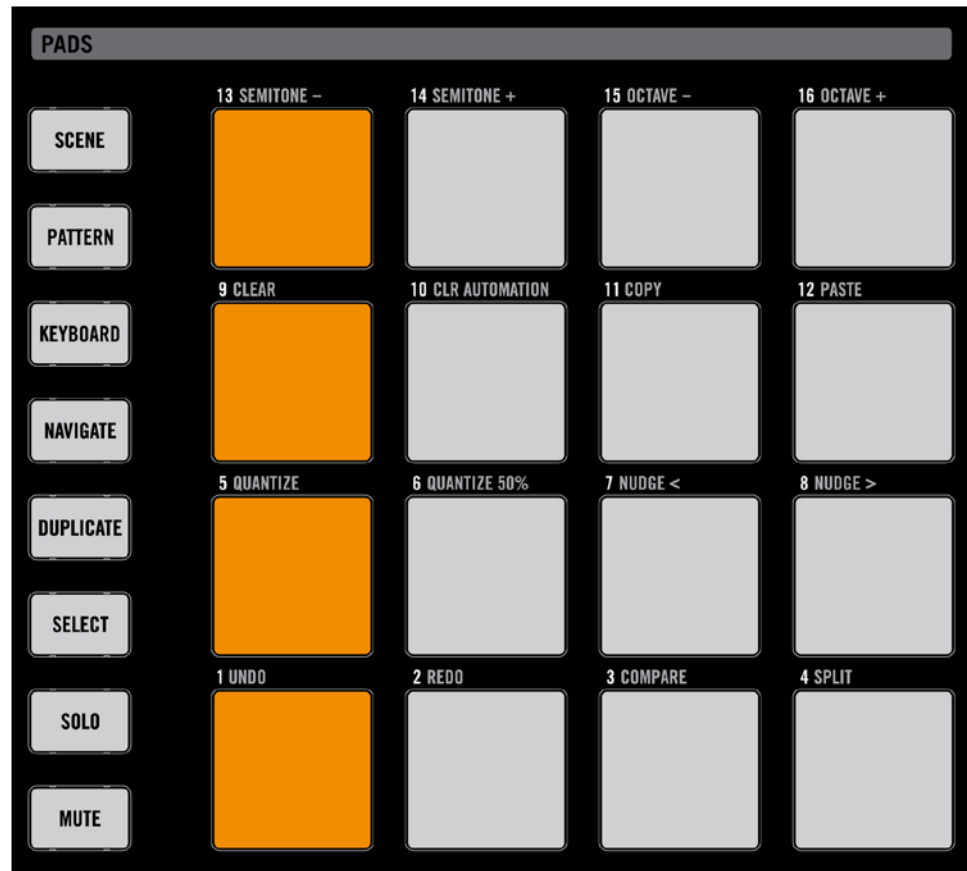 PADS
13 SEMITONE – 14 SEMITONE + 15 OCTAVE – 16 OCTAVE +
SCENE
PATTERN
9 CLEAR 10 CLR AUTOMATION 11 COPY 12 PASTE
KEYBOARD
NAVIGATE
5 QUANTIZE 6 QUANTIZE 50% 7 NUDGE < 8 NUDGE >
DUPLICATE
SELECT
1 UNDO 2 REDO 3 COMPARE 4 SPLIT
SOLO
MUTE